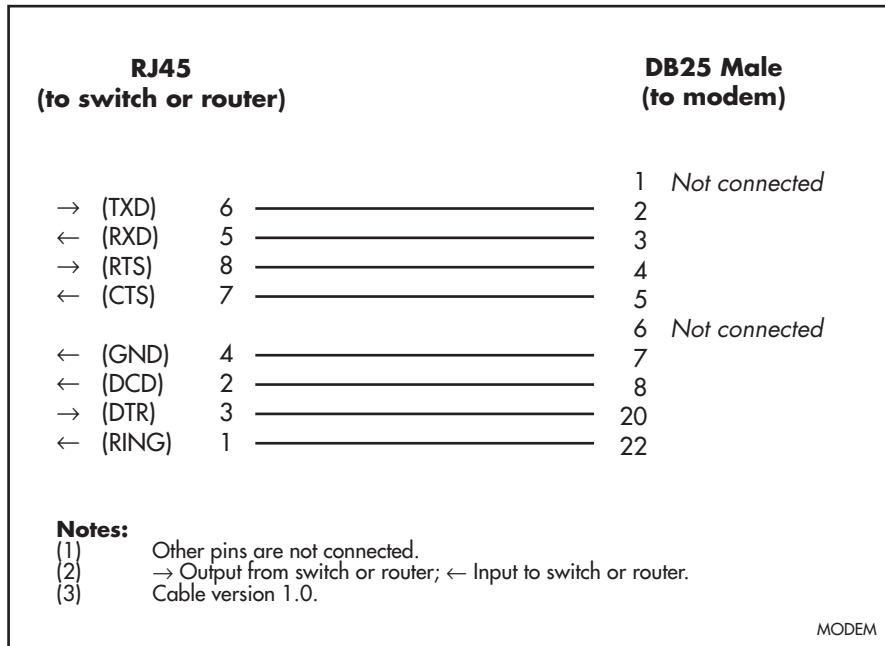 RJ45
(to switch or router)
DB25 Male
(to modem)
1 Not connected
→ (TXD) 6 2
← (RXD) 5 3
→ (RTS) 8 4
← (CTS) 7 5
6 Not connected
← (GND) 4 7
← (DCD) 2 8
→ (DTR) 3 20
← (RING) 1 22
Notes:
(1) Other pins are not connected.
(2) → Output from switch or router; ← Input to switch or router.
(3) Cable version 1.0.
MODEM